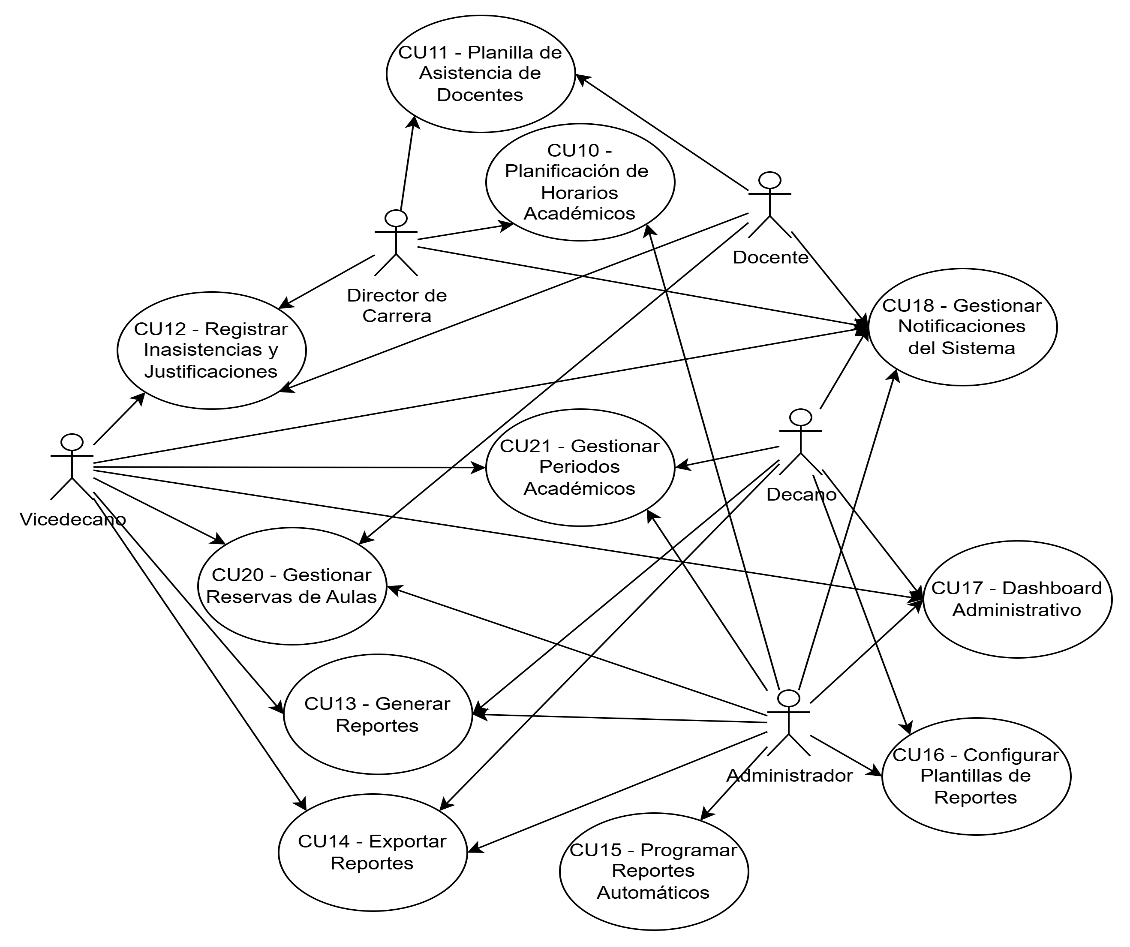 CU11 - Planilla de
Asistencia de
Docentes
CU10 -
Planificación de
Horarios
Académicos
Docente
Director de
Carrera
CU18 - Gestionar
Notificaciones
del Sistema
CU12 - Registrar
Inasistencias y
Justificaciones
CU21 - Gestionar
Periodos
Académicos
Decano
Vicedecano
CU20 - Gestionar
Reservas de Aulas
CU17 - Dashboard
Administrativo
CU13 - Generar
Reportes
Administrador
CU16 - Configurar
Plantillas de
Reportes
CU14 - Exportar
Reportes
CU15 - Programar
Reportes
Automáticos